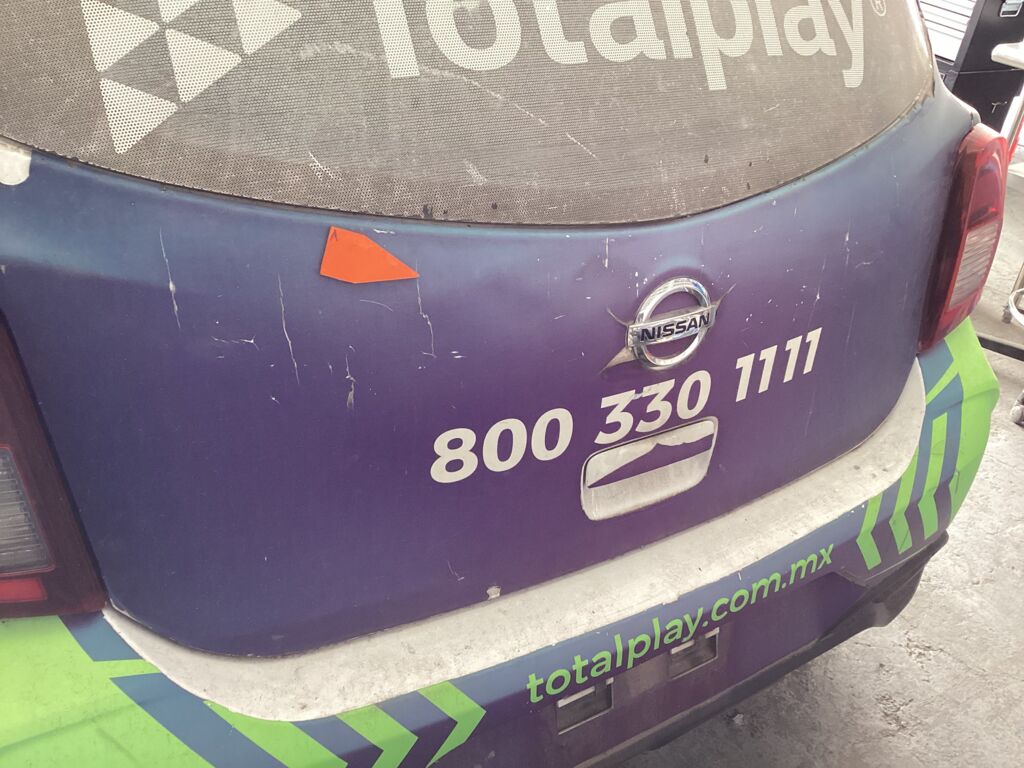 Totalplay®
NISSAN
800 330 1111
totalplay.com.mx